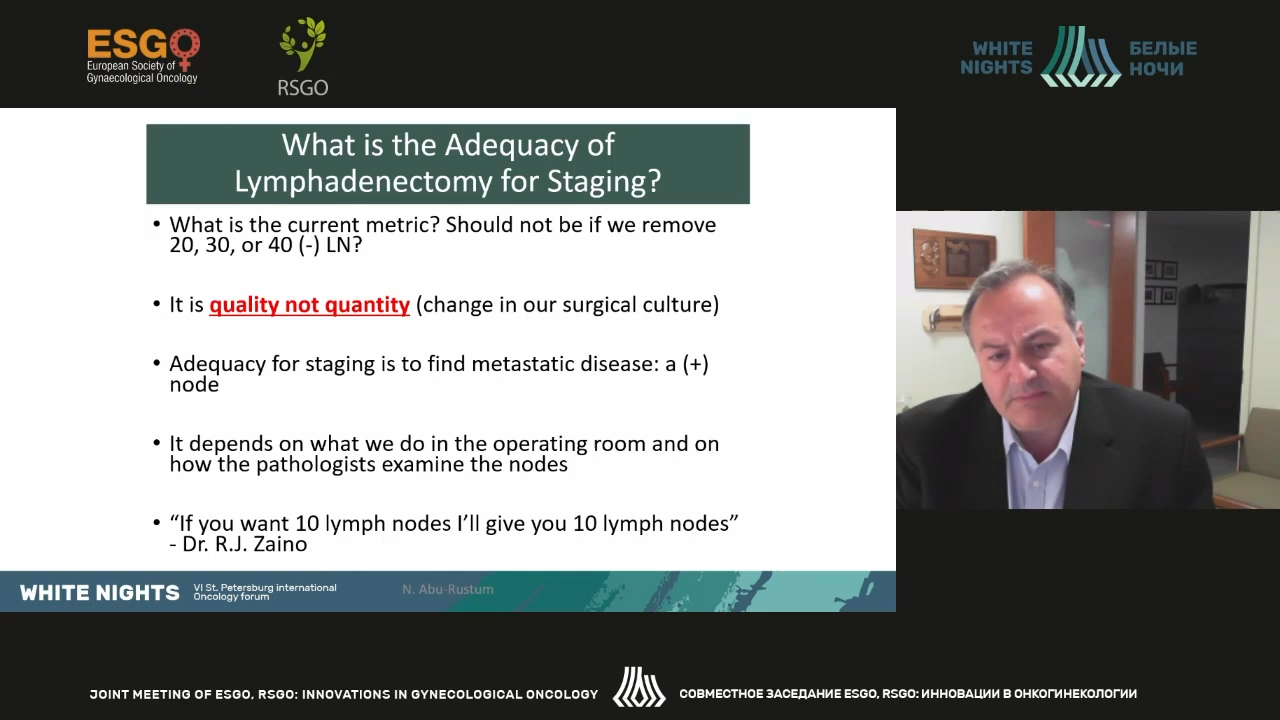 ESGO
European Society of
Gynaecological Oncology
RSGO
WHITE
NIGHTS
БЕЛЫЕ
НОЧИ
What is the Adequacy of
Lymphadenectomy for Staging?
• What is the current metric? Should not be if we remove
20, 30, or 40 (-) LN?
• It is quality not quantity (change in our surgical culture)
• Adequacy for staging is to find metastatic disease: a (+)
node
• It depends on what we do in the operating room and on
how the pathologists examine the nodes
• “If you want 10 lymph nodes I’ll give you 10 lymph nodes”
- Dr. R.J. Zaino
WHITE NIGHTS
VI St. Petersburg international
Oncology forum
N. Abu-Rustum
JOINT MEETING OF ESGO, RSGO: INNOVATIONS IN GYNECOLOGICAL ONCOLOGY
СОВМЕСТНОЕ ЗАСЕДАНИЕ ESGO, RSGO: ИННОВАЦИИ В ОНКОГИНЕКОЛОГИИ